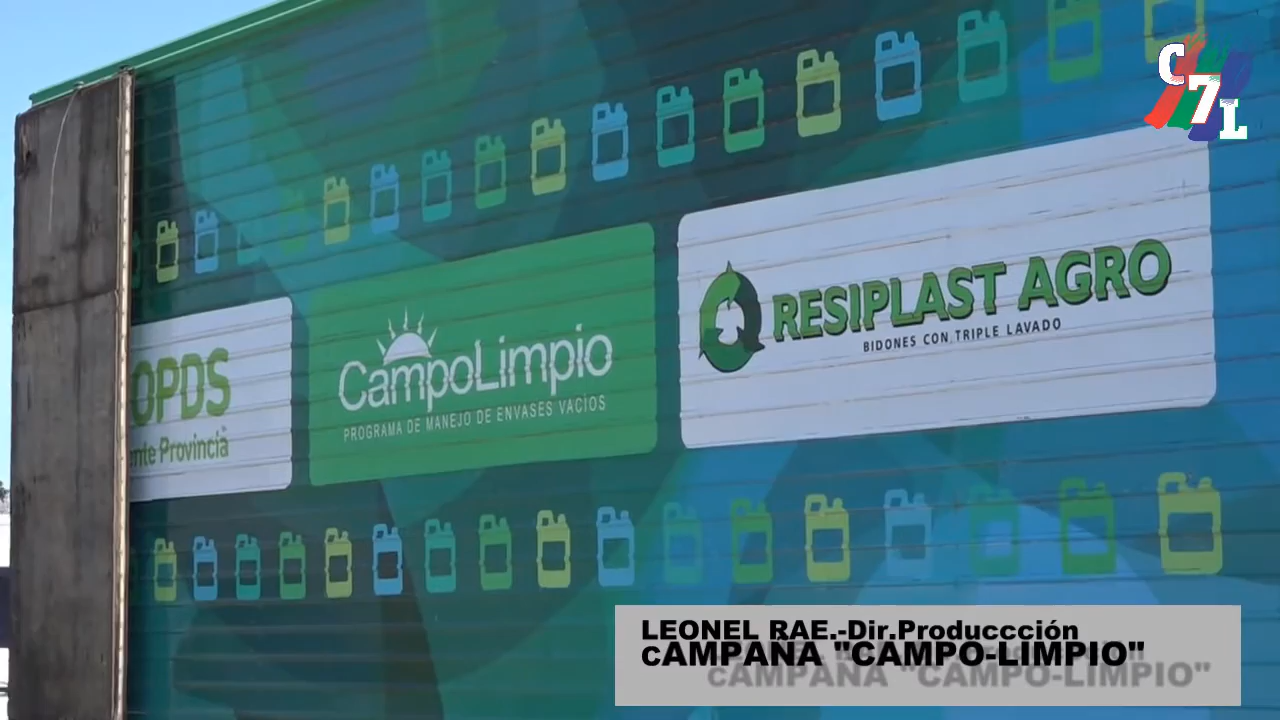 C7L
RESIPLAST AGRO
BIDONES CON TRIPLE LAVADO
CampoLimpio
PROGRAMA DE MANEJO DE ENVASES VACÍOS
OPDS
nte Provincia
LEONEL RAE.-Dir.Produccción
cAMPAÑA "CAMPO-LIMPIO"
cAMPAÑA "CAMPO-LIMPIO"